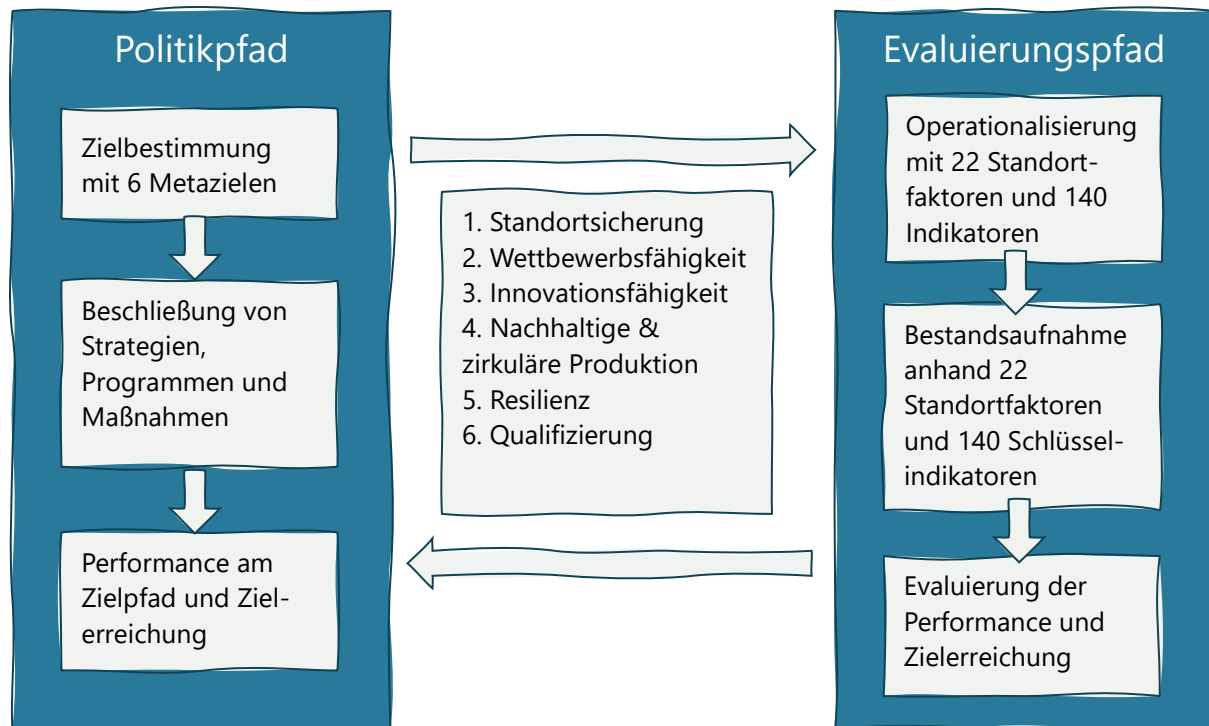 Politikpfad
Zielbestimmung
mit 6 Metazielen
Beschließung von
Strategien,
Programmen und
Maßnahmen
Performance am
Zielpfad und Ziel-
erreichung
1. Standortsicherung
2. Wettbewerbsfähigkeit
3. Innovationsfähigkeit
4. Nachhaltige &
zirkuläre Produktion
5. Resilienz
6. Qualifizierung
Evaluierungspfad
Operationalisierung
mit 22 Standort-
faktoren und 140
Indikatoren
Bestandsaufnahme
anhand 22
Standortfaktoren
und 140 Schlüssel-
indikatoren
Evaluierung der
Performance und
Zielerreichung